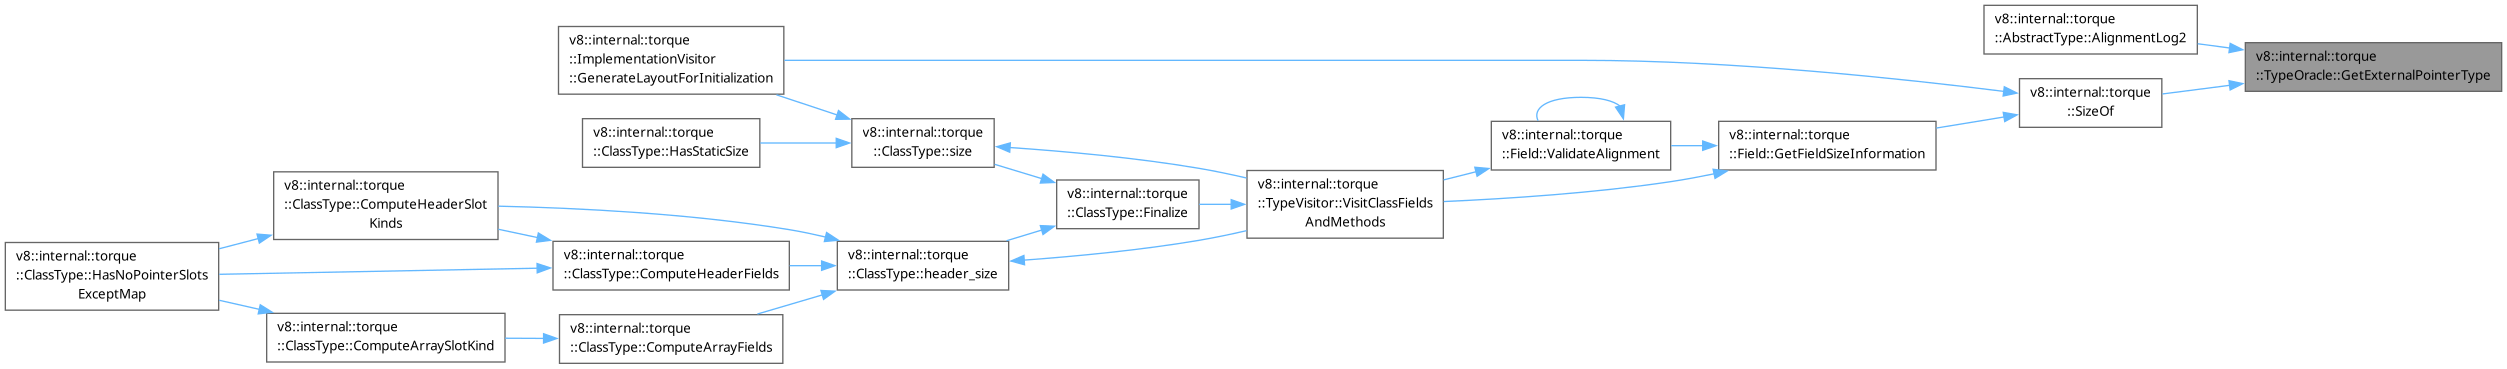 v8::internal::torque
::AbstractType::AlignmentLog2
v8::internal::torque
::ImplementationVisitor
::GenerateLayoutForInitialization
v8::internal::torque
::TypeOracle::GetExternalPointerType
v8::internal::torque
::SizeOf
v8::internal::torque
::ClassType::size
v8::internal::torque
::ClassType::HasStaticSize
v8::internal::torque
::Field::ValidateAlignment
v8::internal::torque
::Field::GetFieldSizeInformation
v8::internal::torque
::TypeVisitor::VisitClassFields
AndMethods
v8::internal::torque
::ClassType::Finalize
v8::internal::torque
::ClassType::ComputeHeaderSlot
Kinds
v8::internal::torque
::ClassType::HasNoPointerSlots
ExceptMap
v8::internal::torque
::ClassType::ComputeHeaderFields
v8::internal::torque
::ClassType::header_size
v8::internal::torque
::ClassType::ComputeArraySlotKind
v8::internal::torque
::ClassType::ComputeArrayFields